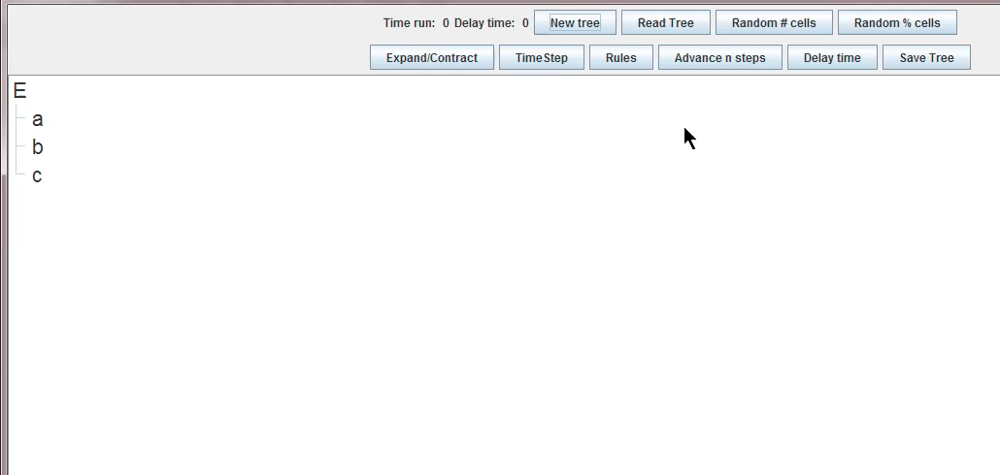 Time run: 0 Delay time: 0 New tree Read Tree Random # cells Random % cells
Expand/Contract TimeStep Rules Advance n steps Delay time Save Tree
E
a
b
c